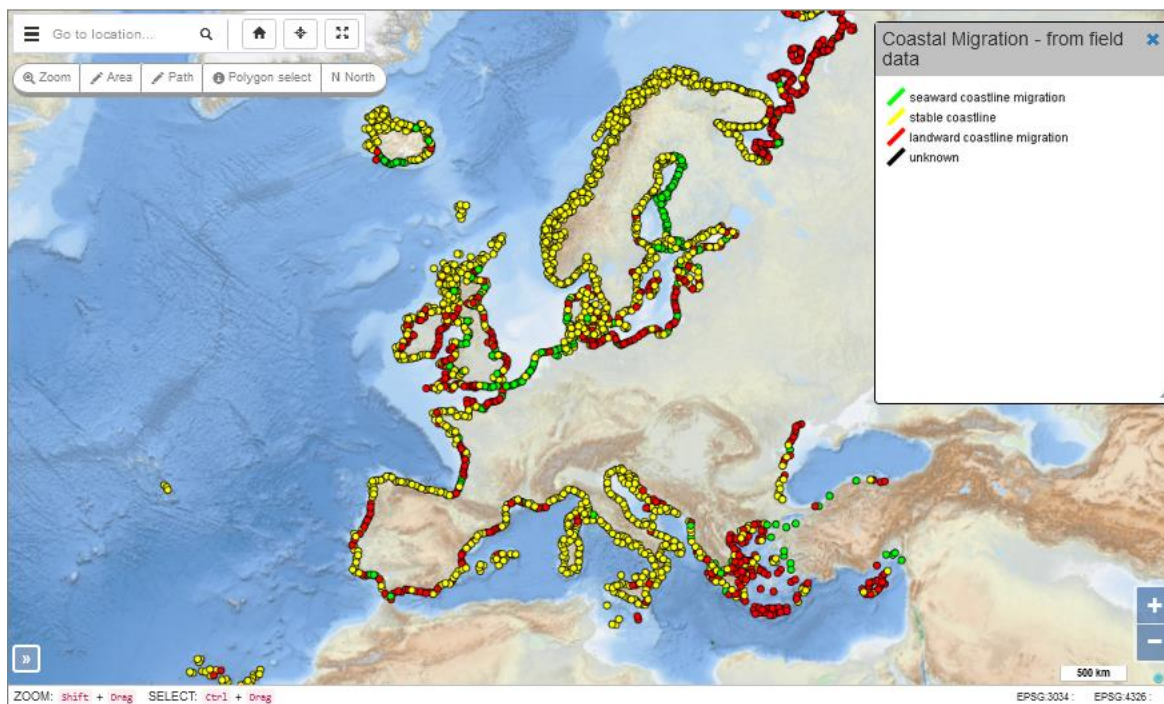 Go to location....
Zoom
Area
Path
Polygon select
N North
Coastal Migration - from field
data
seaward coastline migration
stable coastline
landward coastline migration
unknown
»
+
−
500 km
ZOOM: Shift + Drag SELECT: Ctrl + Drag
EPSG:3034 : EPSG:4326 :